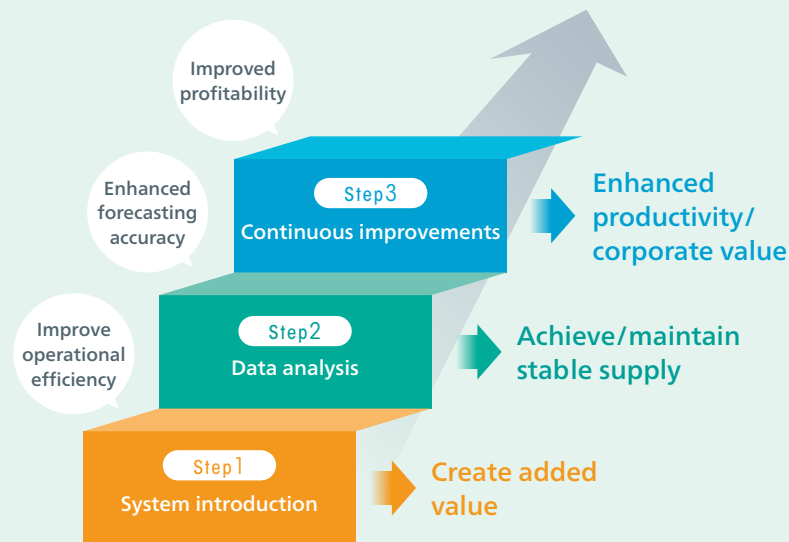 Improved
profitability
Step3
Continuous improvements
Enhanced
productivity/
corporate value
Enhanced
forecasting
accuracy
Step2
Data analysis
Achieve/maintain
stable supply
Improve
operational
efficiency
Step1
System introduction
Create added
value